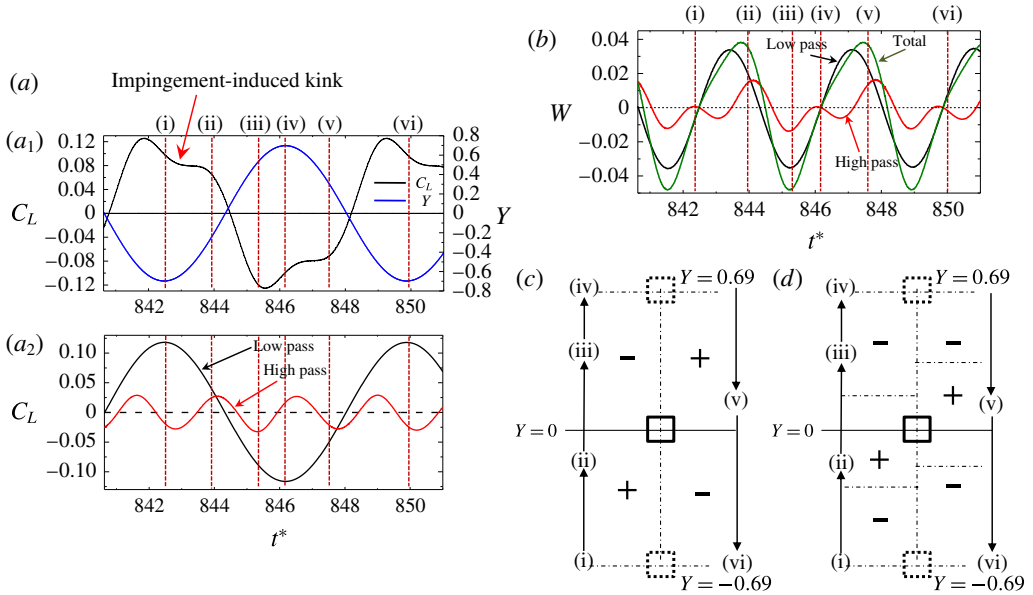 (a)
Impingement-induced kink
(a1)
(i) (ii) (iii) (iv) (v) (vi)
0.12
0.08
0.04
0
−0.04
−0.08
−0.12
CL
CL
Y
0.8
0.6
0.4
0.2
0
−0.2
−0.4
−0.6
−0.8
Y
842 844 846 848 850
(a2)
0.10
0.05
0
−0.05
−0.10
CL
Low pass
High pass
842 844 846 848 850
t*
(b)
(i) (ii) (iii) (iv) (v) (vi)
0.04
0.02
0
−0.02
−0.04
W
Low pass
Total
High pass
842 844 846 848 850
t*
(c)
Y = 0.69
(iv)
(iii)
− +
(v)
Y = 0
(ii)
+ −
(i)
(vi)
Y = −0.69
(d)
Y = 0.69
(iv)
− −
(iii)
+
(v)
Y = 0
+
(ii)
−
−
(i)
(vi)
Y = −0.69